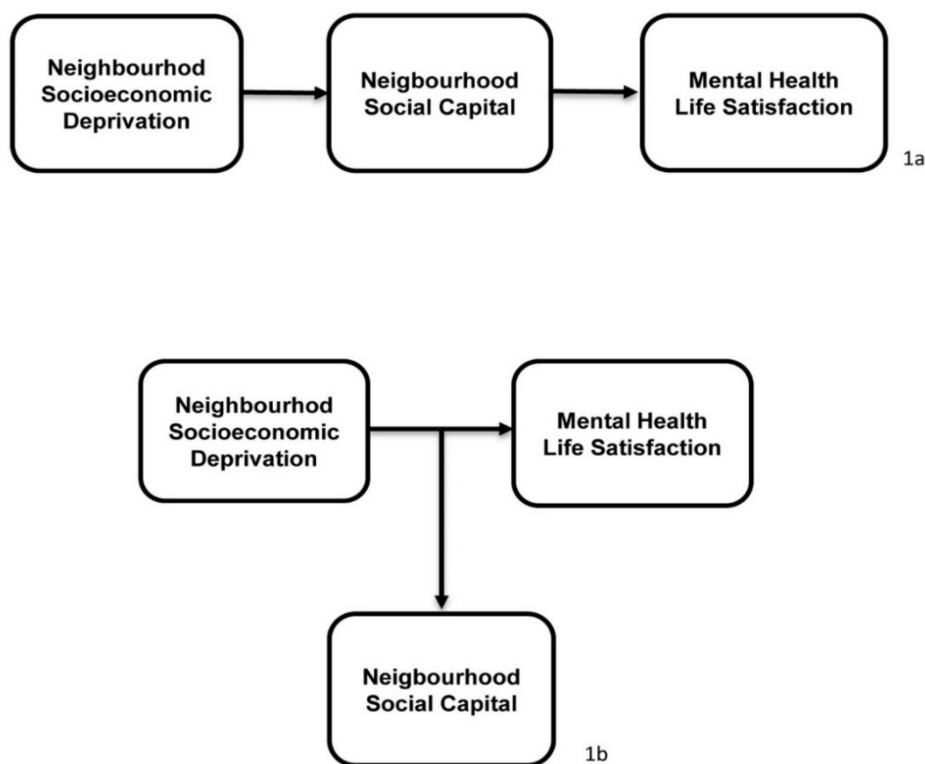 Neighbourhod
Socioeconomic
Deprivation
Neigbourhood
Social Capital
Mental Health
Life Satisfaction
1a
Neighbourhod
Socioeconomic
Deprivation
Mental Health
Life Satisfaction
Neigbourhood
Social Capital
1b